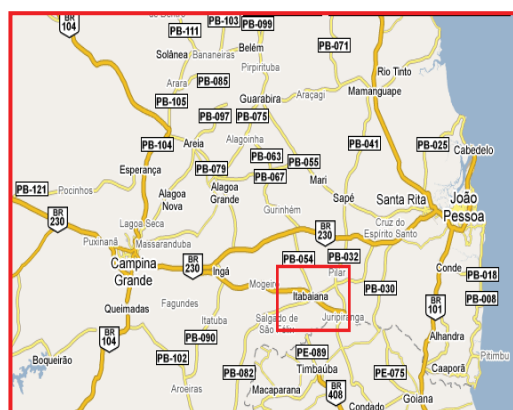 BR
104
PB-103
PB-099
PB-111
Belém
PB-071
Solânea
Bananeiras
Pirpirituba
Rio Tinto
PB-085
Arara
Guarabira
Araçagi
Mamanguape
PB-105
PB-097
PB-075
Alagoinha
PB-104
Areia
PB-041
PB-025
Cabedelo
PB-063
PB-055
Esperança
PB-079
PB-067
Mari
PB-121
Pocinhos
Alagoa
Nova
Alagoa
Grande
Sapé
Santa Rita
João
Pessoa
Gurinhém
BR
230
Lagoa Seca
BR
230
Cruz do
Espírito Santo
Puxinanã
Massaranduba
Campina
Grande
BR
230
Ingá
PB-054
PB-032
Conde
PB-018
Mogeiro
Pilar
PB-030
PB-008
Itabaiana
Queimadas
Fagundes
Itatuba
Salgado de
São Félix
Juripiranga
BR
101
BR
104
PB-090
Alhandra
Pitimbu
PE-089
Boqueirão
PB-102
Timbaúba
Caaporã
PB-082
PE-075
Aroeiras
Macaparana
BR
408
Goiana
Condado